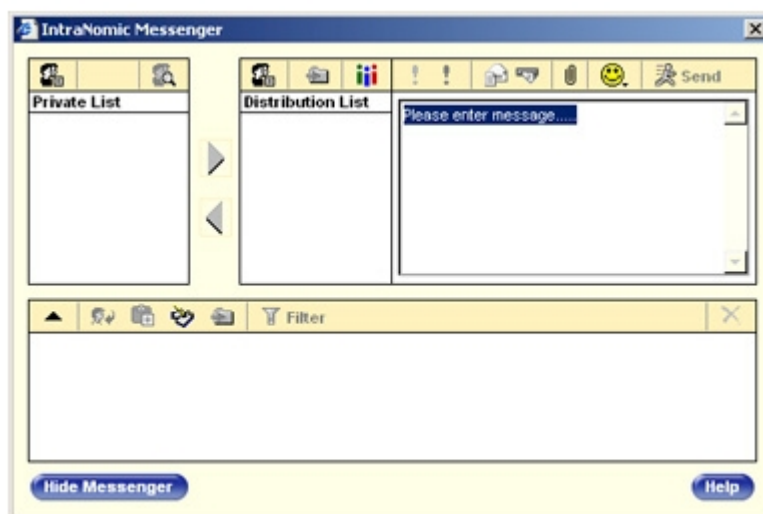 IntraNomic Messenger
Send
Private List
Distribution List
Please enter message.....
Filter
Hide Messenger
Help